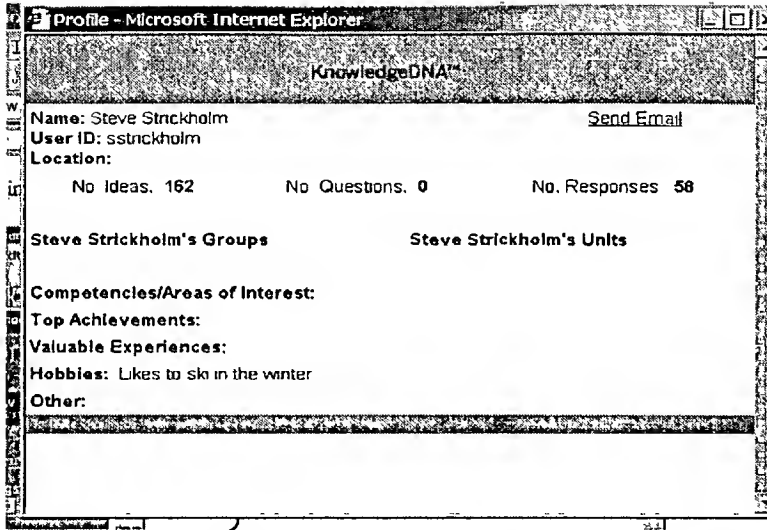 Profile - Microsoft Internet Explorer
KnowledgeDNA™
Name: Steve Strickholm Send Email
User ID: sstrickholm
Location:
No Ideas. 162 No Questions. 0 No. Responses 58
Steve Strickholm's Groups Steve Strickholm's Units
Competencies/Areas of Interest:
Top Achievements:
Valuable Experiences:
Hobbies: Likes to ski in the winter
Other: